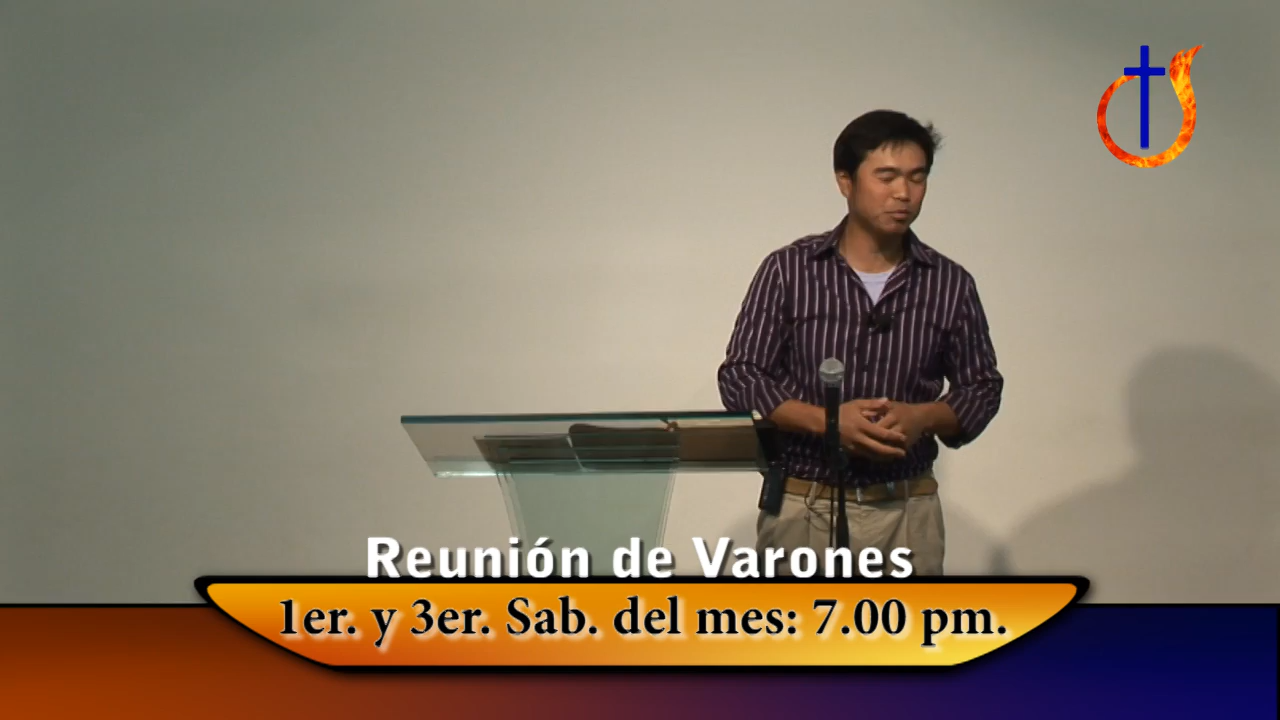 Reunión de Varones
1er. y 3er. Sab. del mes: 7.00 pm.